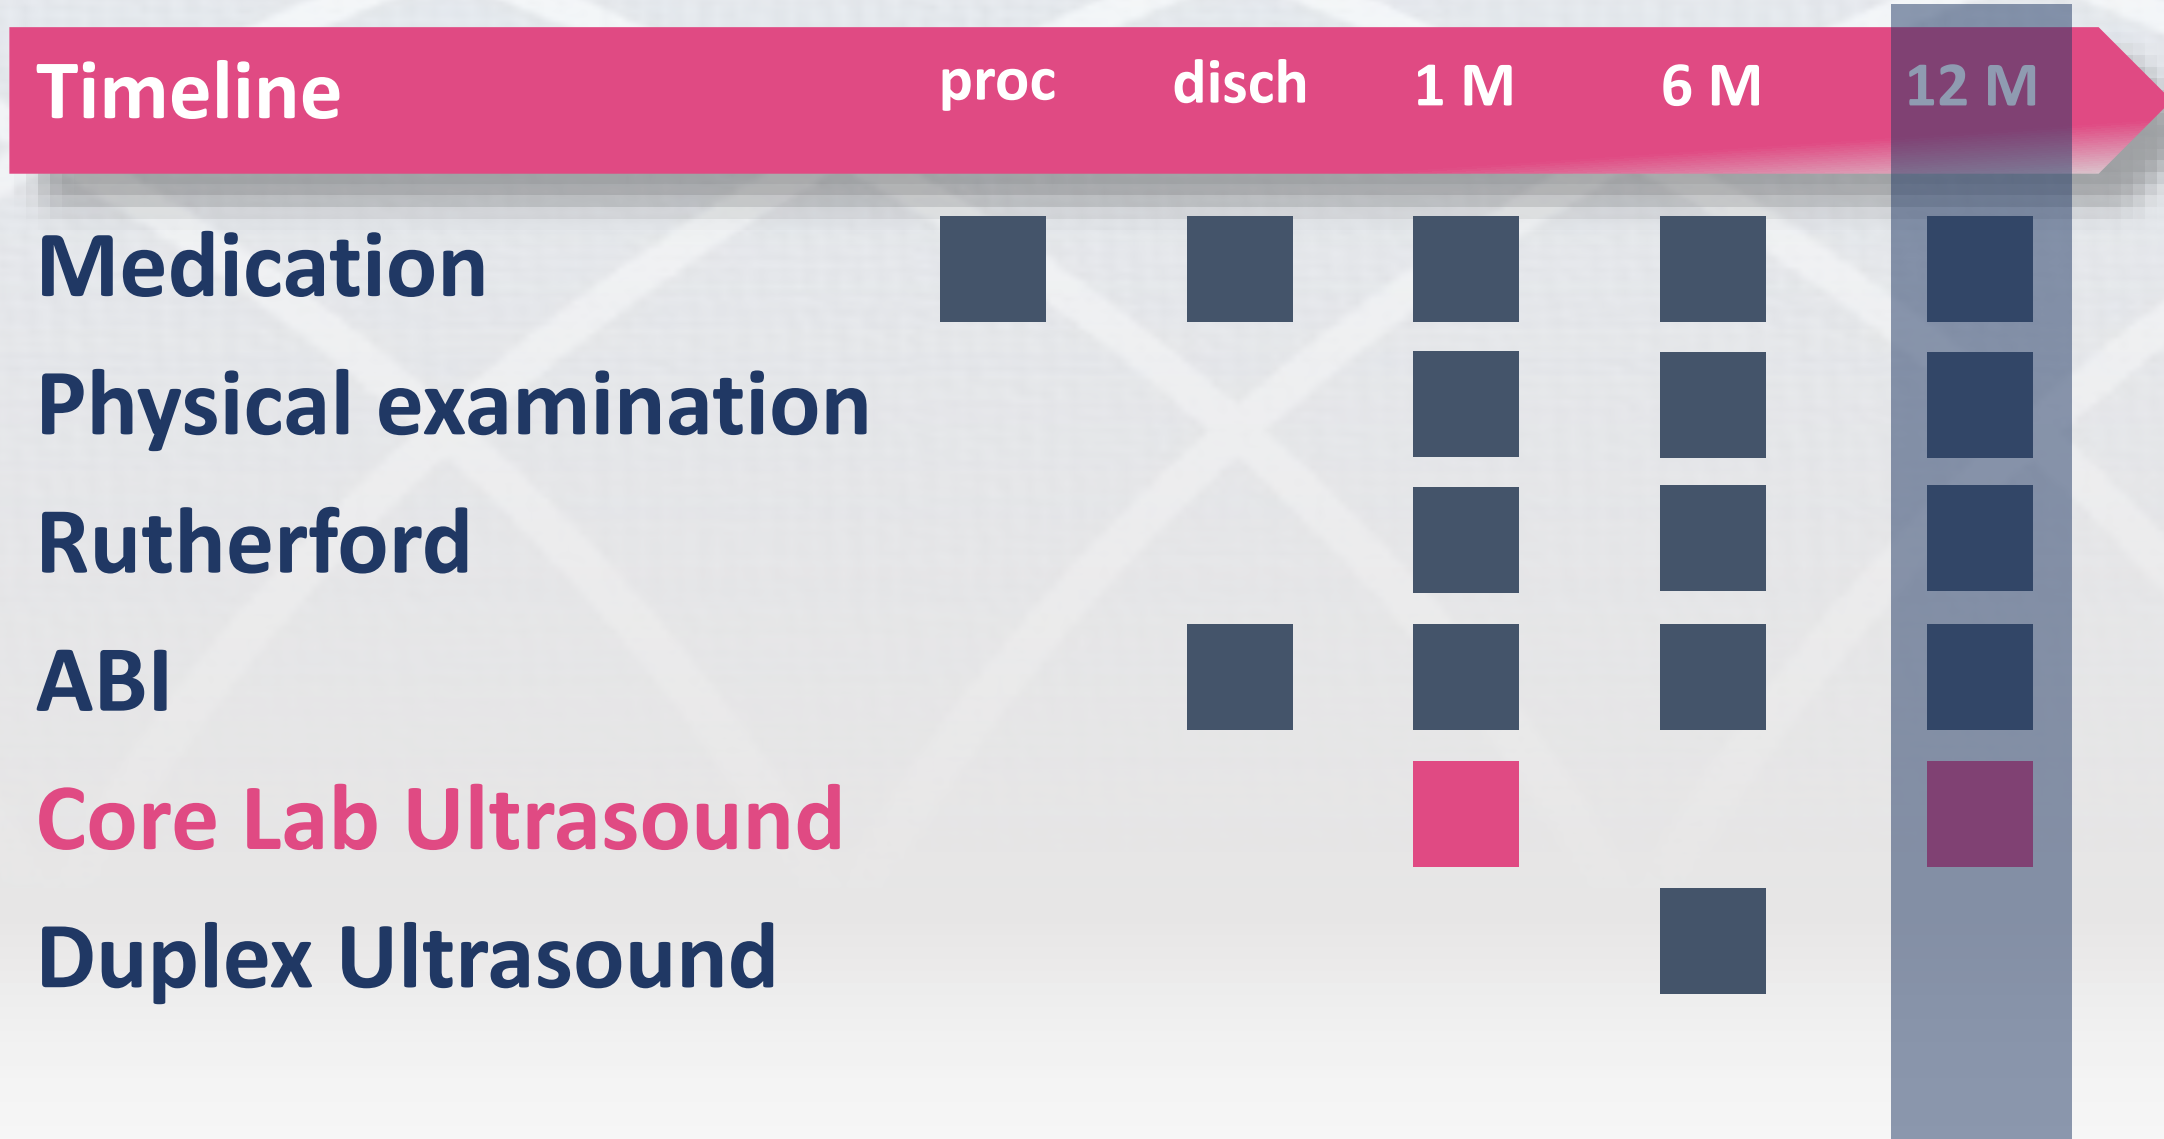 Timeline proc disch 1 M 6 M 12 M
Medication
Physical examination
Rutherford
ABI
Core Lab Ultrasound
Duplex Ultrasound